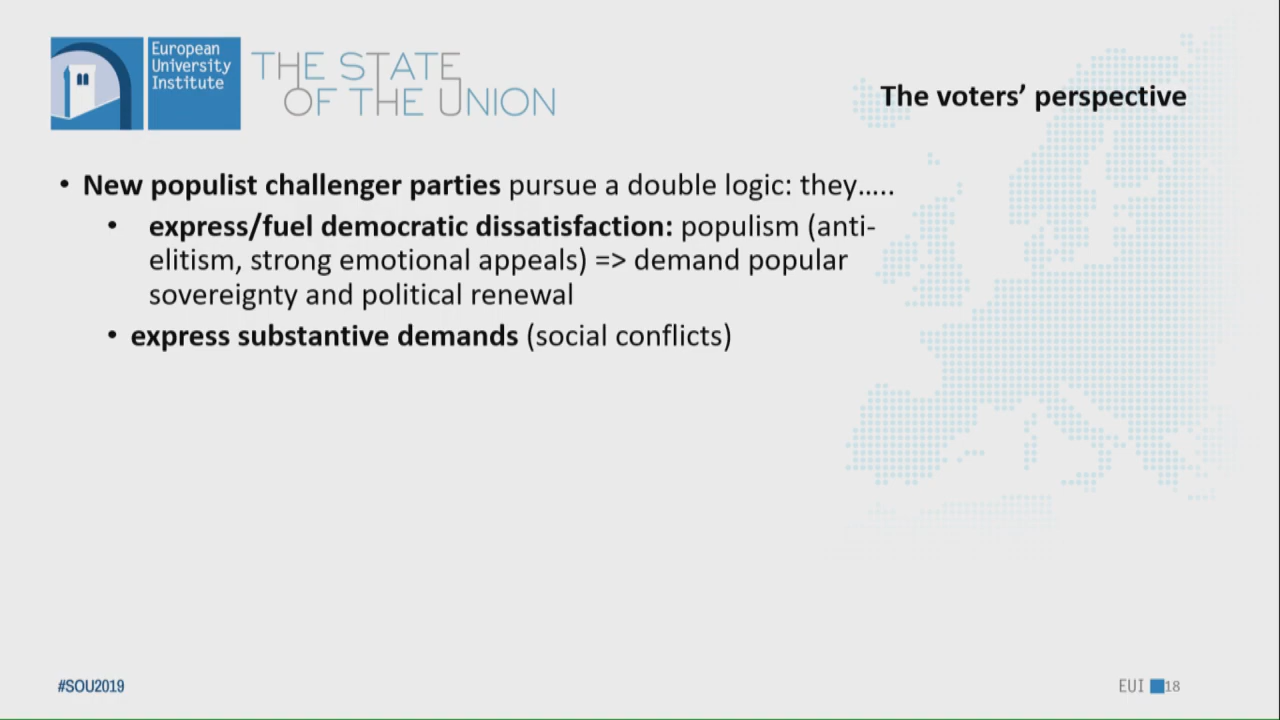 European
University
Institute
THE STATE
OF THE UNION
The voters’ perspective
• New populist challenger parties pursue a double logic: they…..
• express/fuel democratic dissatisfaction: populism (anti-
elitism, strong emotional appeals) => demand popular
sovereignty and political renewal
• express substantive demands (social conflicts)
#SOU2019
EUI 18